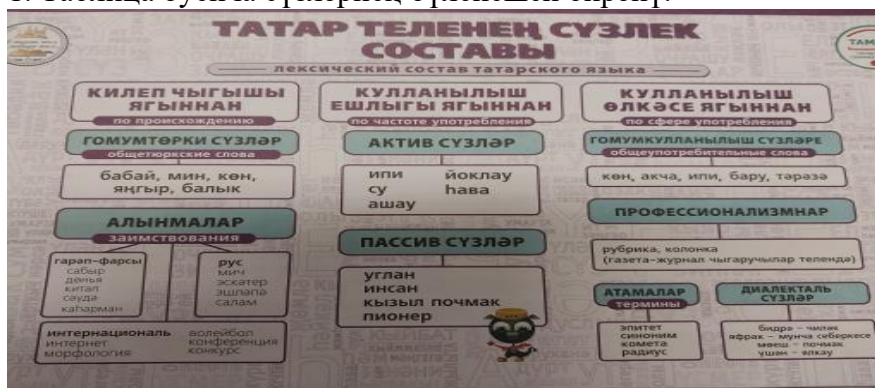 ТАТАР ТЕЛЕНЕҢ СҮЗЛЕК
СОСТАВЫ
лексический состав татарского языка
ТАМ
КИЛЕП ЧЫГЫШЫ
ЯГЫННАН
по происхождению
ГОМУМТӨРКИ СҮЗЛӘР
общетюркские слова
бабай, мин, көн,
яңгыр, балык
АЛЫНМАЛАР
заимствования
гарәп-фарсы
сабыр
дөнья
китап
сәүдә
каһарман
рус
мич
эскәтер
эшләпә
салам
интернациональ
интернет
морфология
волейбол
конференция
конкурс
КУЛЛАНЫЛЫШ
ЕШЛЫГЫ ЯГЫННАН
по частоте употребления
АКТИВ СҮЗЛӘР
ипи
су
ашау
йоклау
һава
ПАССИВ СҮЗЛӘР
углан
инсан
кызыл почмак
пионер
КУЛЛАНЫЛЫШ
ӨЛКӘСЕ ЯГЫННАН
по сфере употребления
ГОМУМКУЛЛАНЫЛЫШ СҮЗЛӘРЕ
общеупотребительные слова
көн, акча, ипи, бару, тәрәзә
ПРОФЕССИОНАЛИЗМНАР
рубрика, колонка
(газета-журнал чыгаручылар телендә)
АТАМАЛАР
термины
эпитет
синоним
комета
радиус
ДИАЛЕКТАЛЬ
СҮЗЛӘР
бидрә - чиләк
яфрак - мунча себеркесе
мөеш - почмак
үшән - ялкау